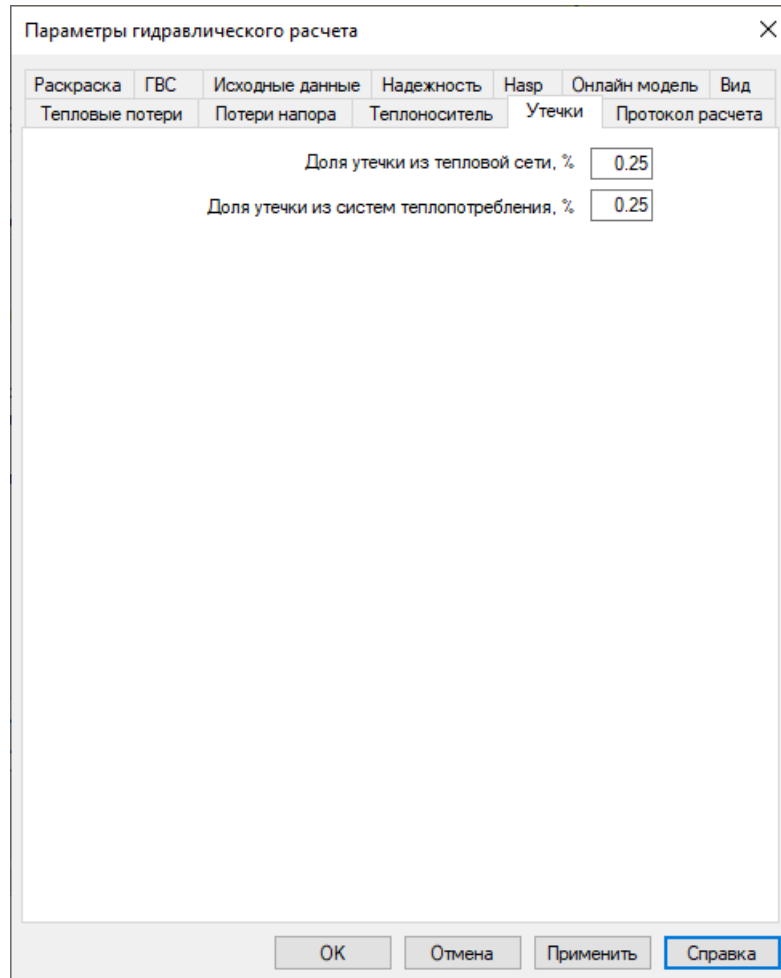 Параметры гидравлического расчета
Раскраска ГВС Исходные данные Надежность Hasp Онлайн модель Вид
Тепловые потери Потери напора Теплоноситель Утечки Протокол расчета
Доля утечки из тепловой сети, % 0.25
Доля утечки из систем теплопотребления, % 0.25
OK Отмена Применить Справка